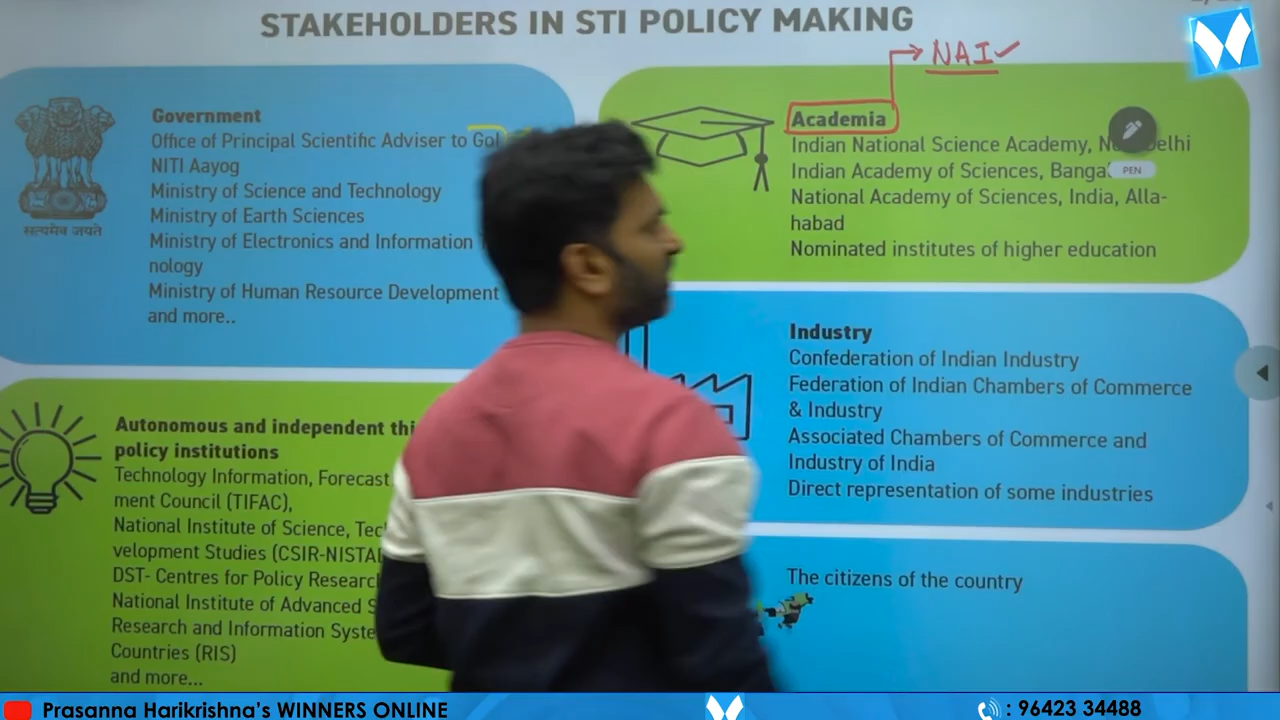 STAKEHOLDERS IN STI POLICY MAKING
NAI
Government
Office of Principal Scientific Adviser to GoI
NITI Aayog
Ministry of Science and Technology
Ministry of Earth Sciences
Ministry of Electronics and Information
nology
Ministry of Human Resource Development
and more..
सत्यमेव जयते
Academia
Indian National Science Academy,
Indian Academy of Sciences,
National Academy of Sciences, India, Alla-
habad
Nominated institutes of higher education
PEN
Industry
Confederation of Indian Industry
Federation of Indian Chambers of Commerce
& Industry
Associated Chambers of Commerce and
Industry of India
Direct representation of some industries
Autonomous and independent
policy institutions
Technology Information, Forecast
ment Council (TIFAC),
National Institute of Science,
velopment Studies
DST- Centres for Policy
National Institute of Advanced
Research and Information
Countries (RIS)
and more...
The citizens of the country
Prasanna Harikrishna's WINNERS ONLINE
: 96423 34488